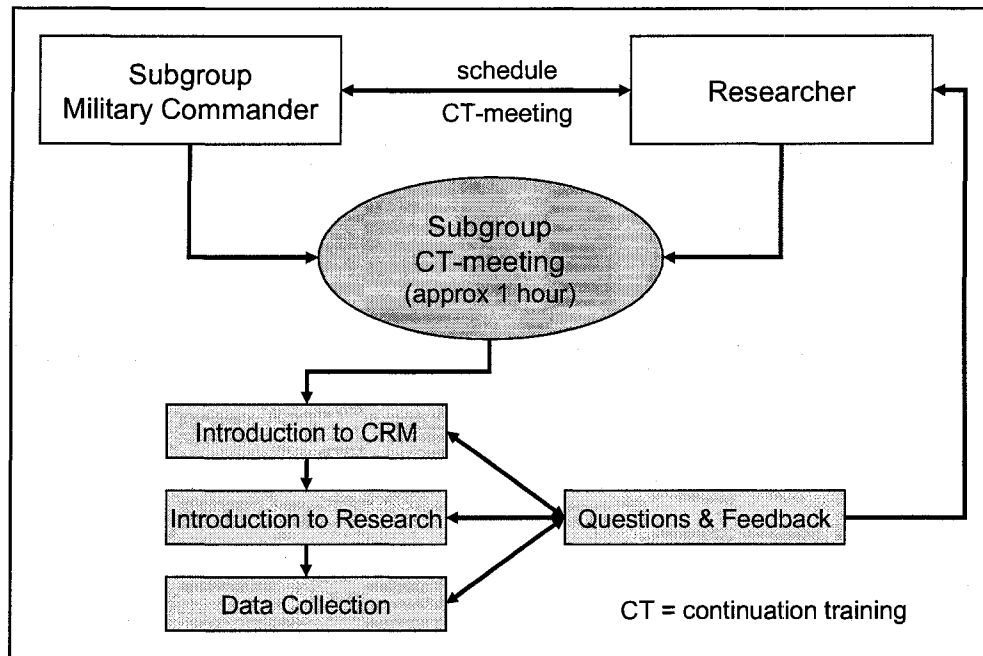 Subgroup
Military Commander
schedule
CT-meeting
Researcher
Subgroup
CT-meeting
(approx 1 hour)
Introduction to CRM
Introduction to Research
Questions & Feedback
Data Collection
CT = continuation training